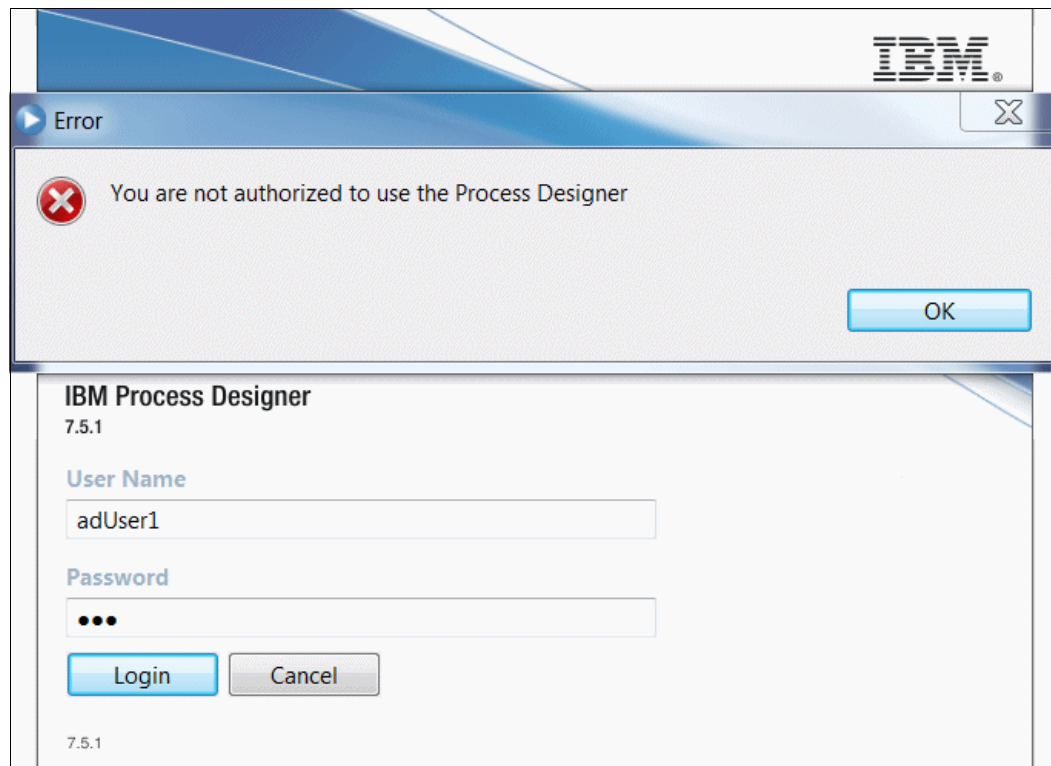 IBM®
Error
You are not authorized to use the Process Designer
OK
IBM Process Designer
7.5.1
User Name
adUser1
Password
●●●
Login Cancel
7.5.1